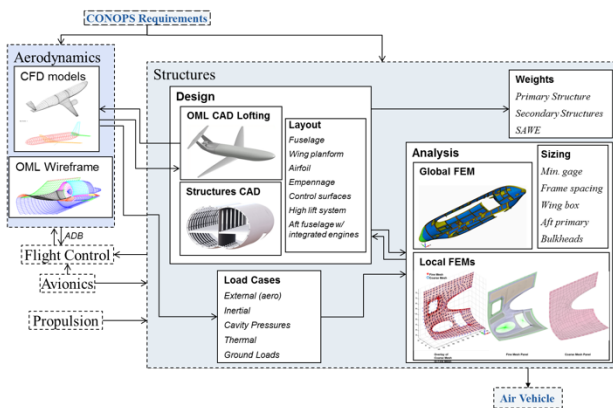 CONOPS Requirements
Aerodynamics
CFD models
OML Wireframe
ADB
Flight Control
Avionics
Propulsion
Structures
Design
OML CAD Lofting
Structures CAD
Layout
Fuselage
Wing planform
Airfoil
Empennage
Control surfaces
High lift system
Aft fuselage w/
integrated engines
Load Cases
External (aero)
Inertial
Cavity Pressures
Thermal
Ground Loads
Weights
Primary Structure
Secondary Structures
SAWE
Analysis
Global FEM
Sizing
Min. gage
Frame spacing
Wing box
Aft primary
Bulkheads
Local FEMs
Air Vehicle